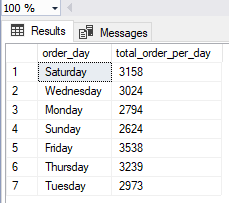 100 %
Results Messages
order_day total_order_per_day
1 Saturday 3158
2 Wednesday 3024
3 Monday 2794
4 Sunday 2624
5 Friday 3538
6 Thursday 3239
7 Tuesday 2973